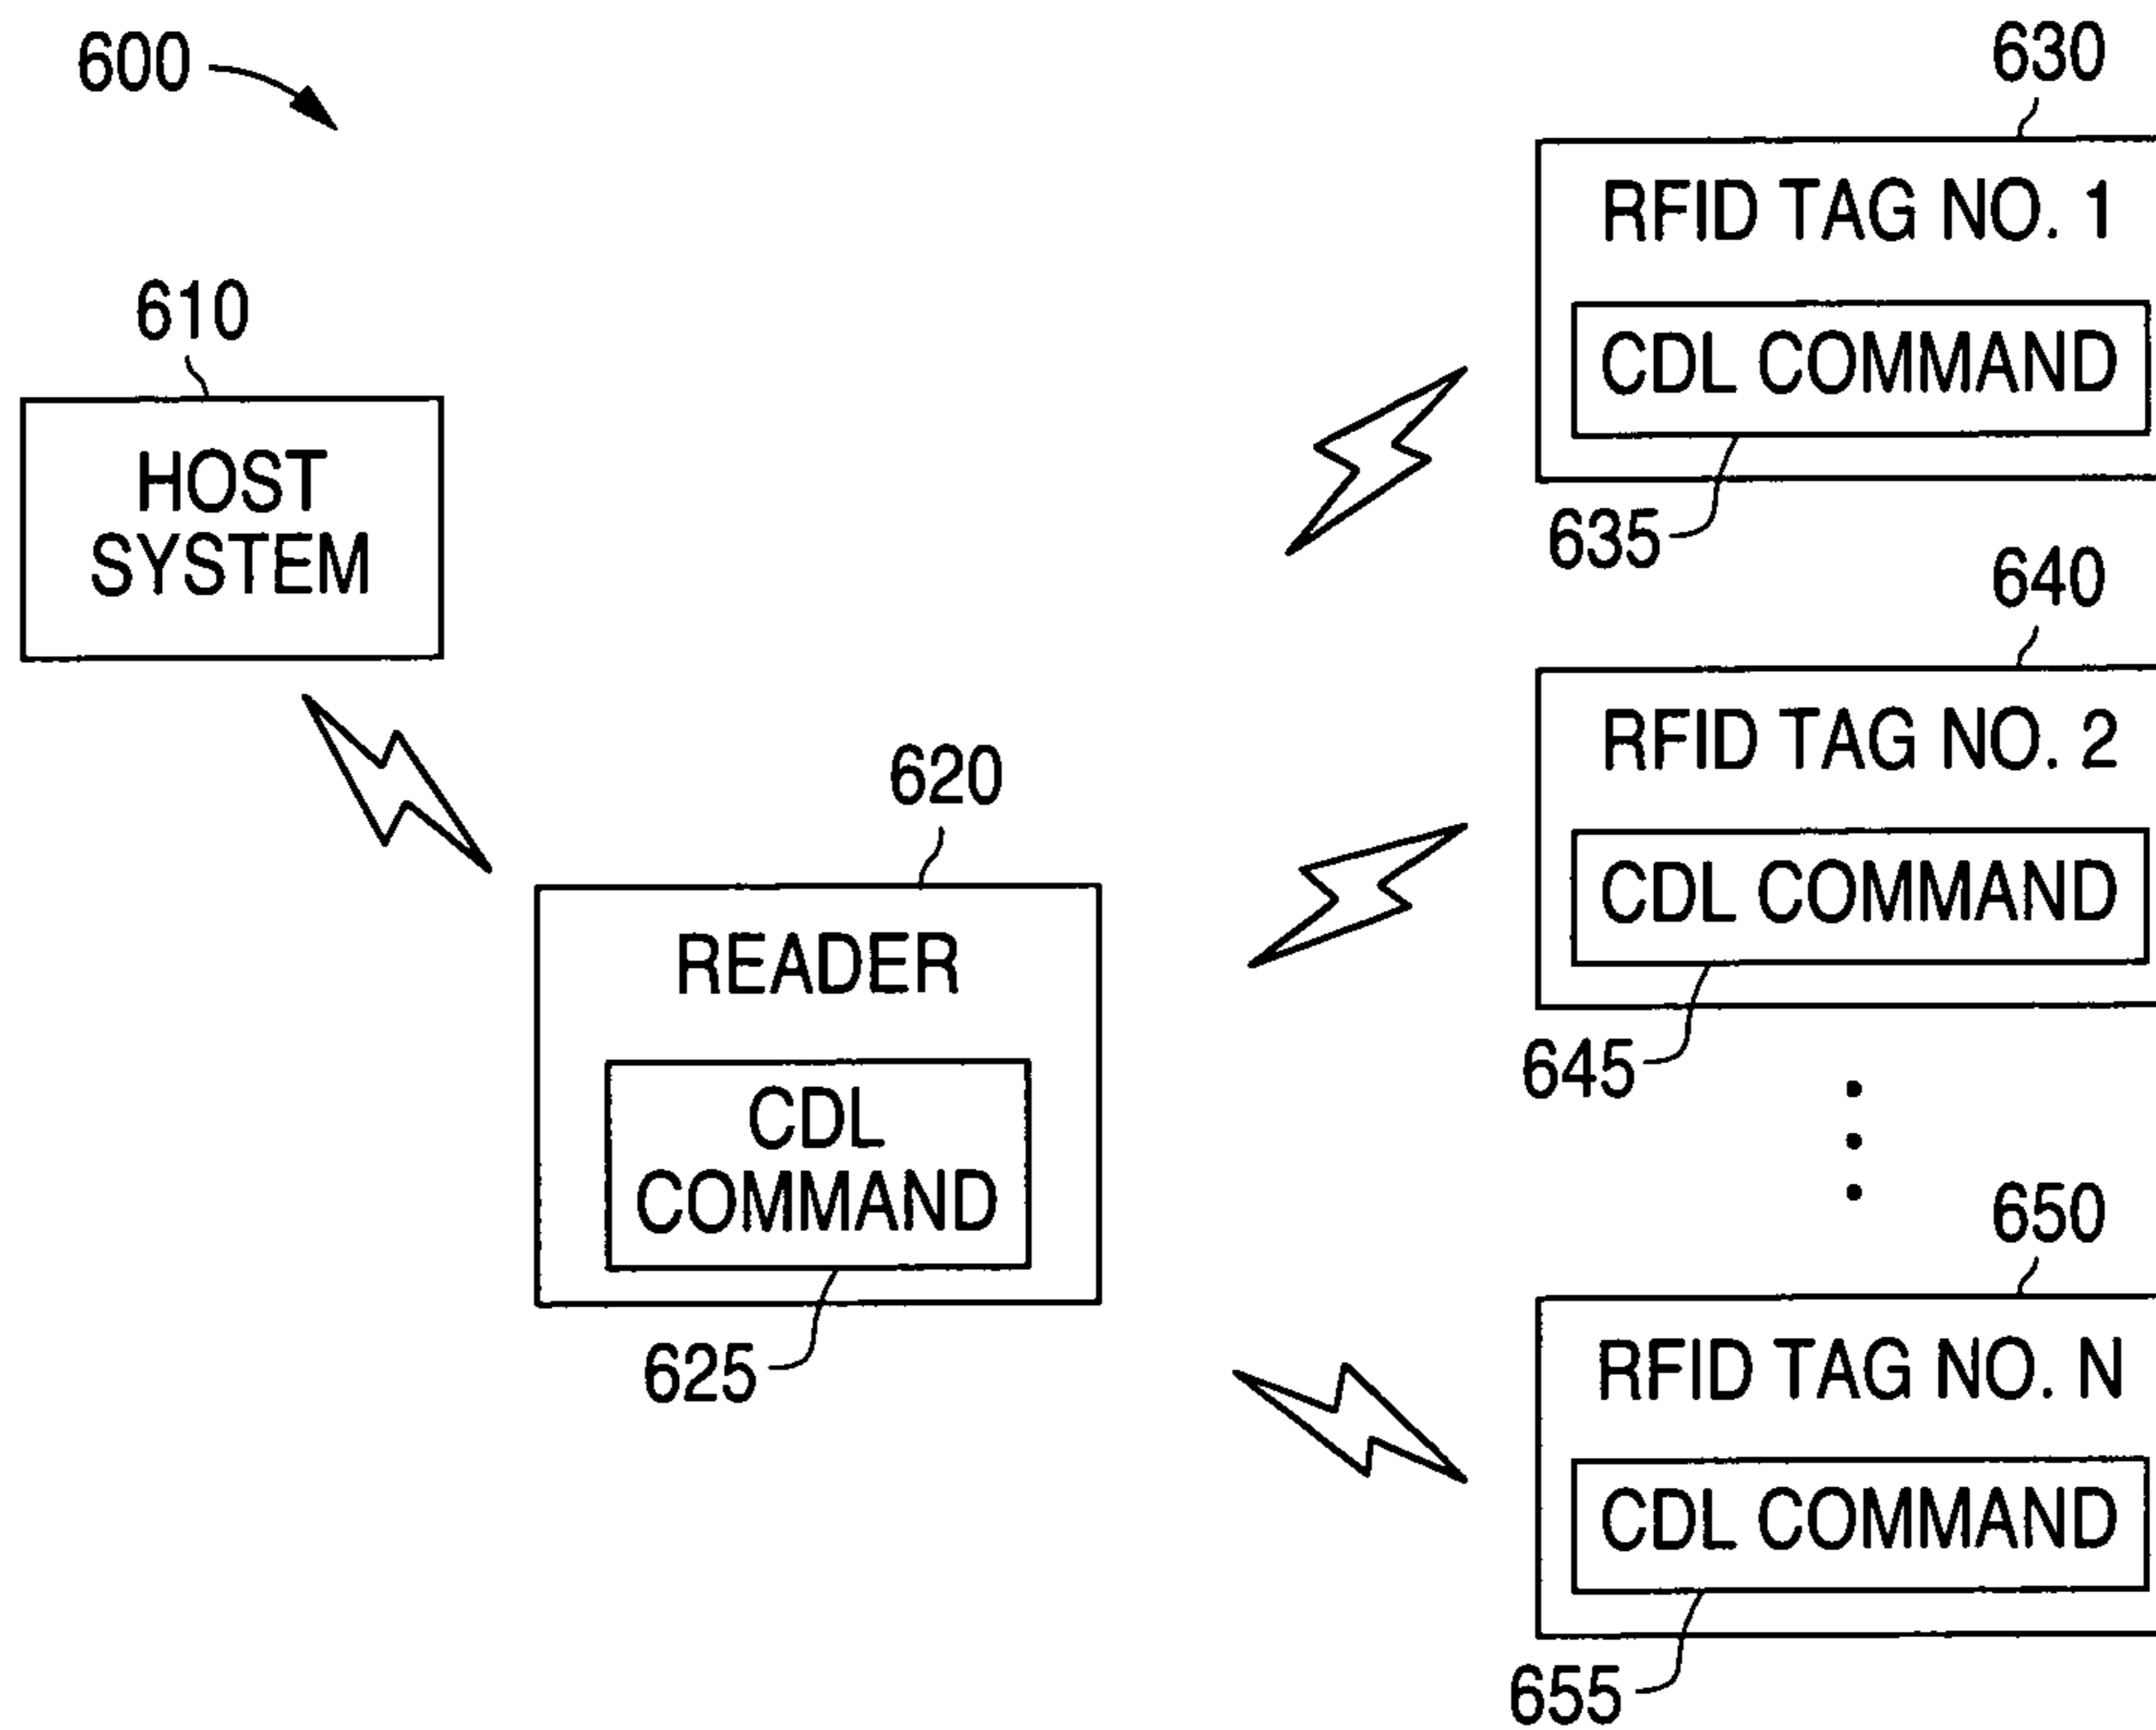 600
610
HOST
SYSTEM
620
READER
CDL
COMMAND
625
630
RFID TAG NO. 1
CDL COMMAND
635
640
RFID TAG NO. 2
CDL COMMAND
645
650
RFID TAG NO. N
CDL COMMAND
655